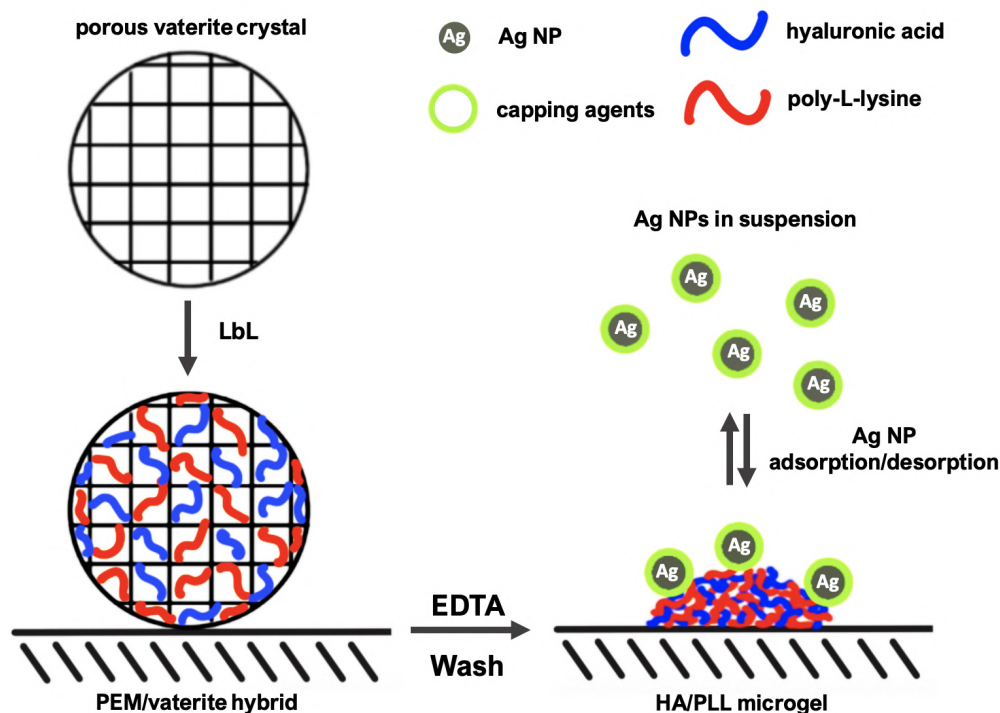 porous vaterite crystal
Ag
Ag NP
hyaluronic acid
capping agents
poly-L-lysine
LbL
Ag NPs in suspension
Ag
Ag
Ag
Ag
Ag
Ag NP
adsorption/desorption
Ag
Ag
Ag
EDTA
Wash
PEM/vaterite hybrid
HA/PLL microgel